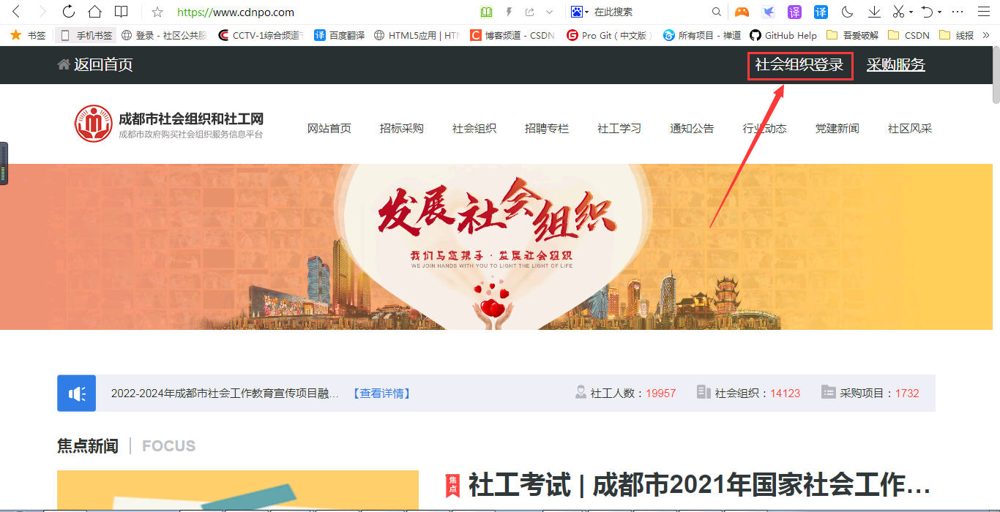 https://www.cdnpo.com
在此搜索
译
译
书签
手机书签
登录 - 社区公共服
CCTV-1综合频道节
译 百度翻译
HTML5应用 | HTM
C 博客频道 - CSDN.
Pro Git（中文版）
所有项目 - 禅道
GitHub Help
吾爱破解
CSDN
线报
返回首页
社会组织登录
采购服务
成都市社会组织和社工网
成都市政府购买社会组织服务信息平台
网站首页
招标采购
社会组织
招聘专栏
社工学习
通知公告
行业动态
党建新闻
社区风采
发展社会组织
我们与您携手·发展社会组织
WE JOIN HANDS WITH YOU TO LIGHT THE LIGHT OF LIFE
2022-2024年成都市社会工作教育宣传项目融...
【查看详情】
社工人数：19957
社会组织：14123
采购项目：1732
焦点新闻
FOCUS
焦点
社工考试 | 成都市2021年国家社会工作...